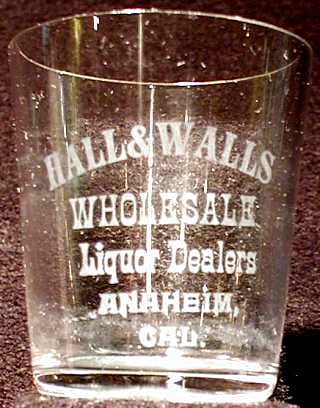 HALL & WALLS
WHOLESALE
Liquor Dealers
ANAHEIM,
CAL.